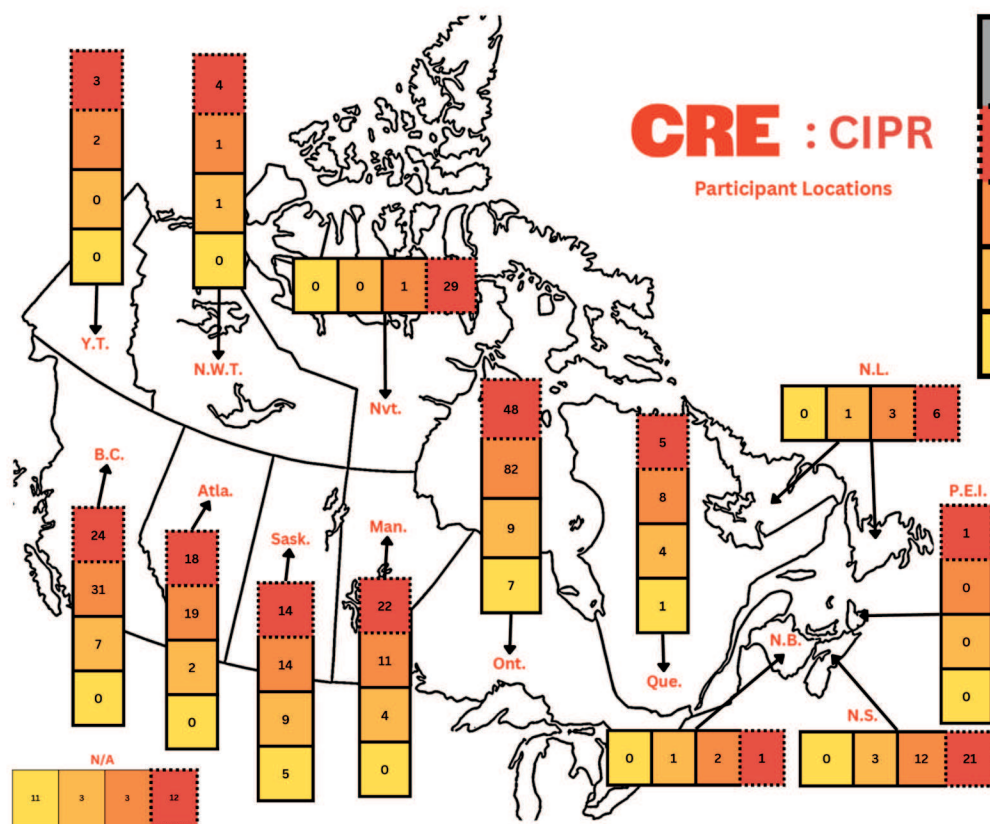 CRE : CIPR
Participant Locations
3
2
0
0
Y.T.
4
1
1
0
N.W.T.
0 0 1 29
Nvt.
48
82
9
7
Ont.
5
8
4
1
Que.
N.L.
0 1 3 6
P.E.I.
1
0
0
0
B.C.
24
31
7
0
Atla.
18
19
2
0
Sask.
14
14
9
5
Man.
22
11
4
0
N.B.
0 1 2 1
N.S.
0 3 12 21
N/A
11 3 3 12